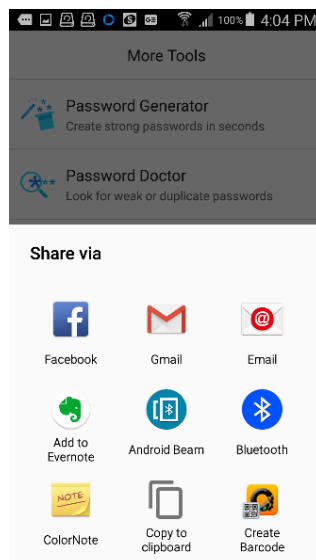 100% 4:04 PM
More Tools
Password Generator
Create strong passwords in seconds
Password Doctor
Look for weak or duplicate passwords
Share via
Facebook
Gmail
Email
Add to
Evernote
Android Beam
Bluetooth
NOTE
ColorNote
Copy to
clipboard
Create
Barcode